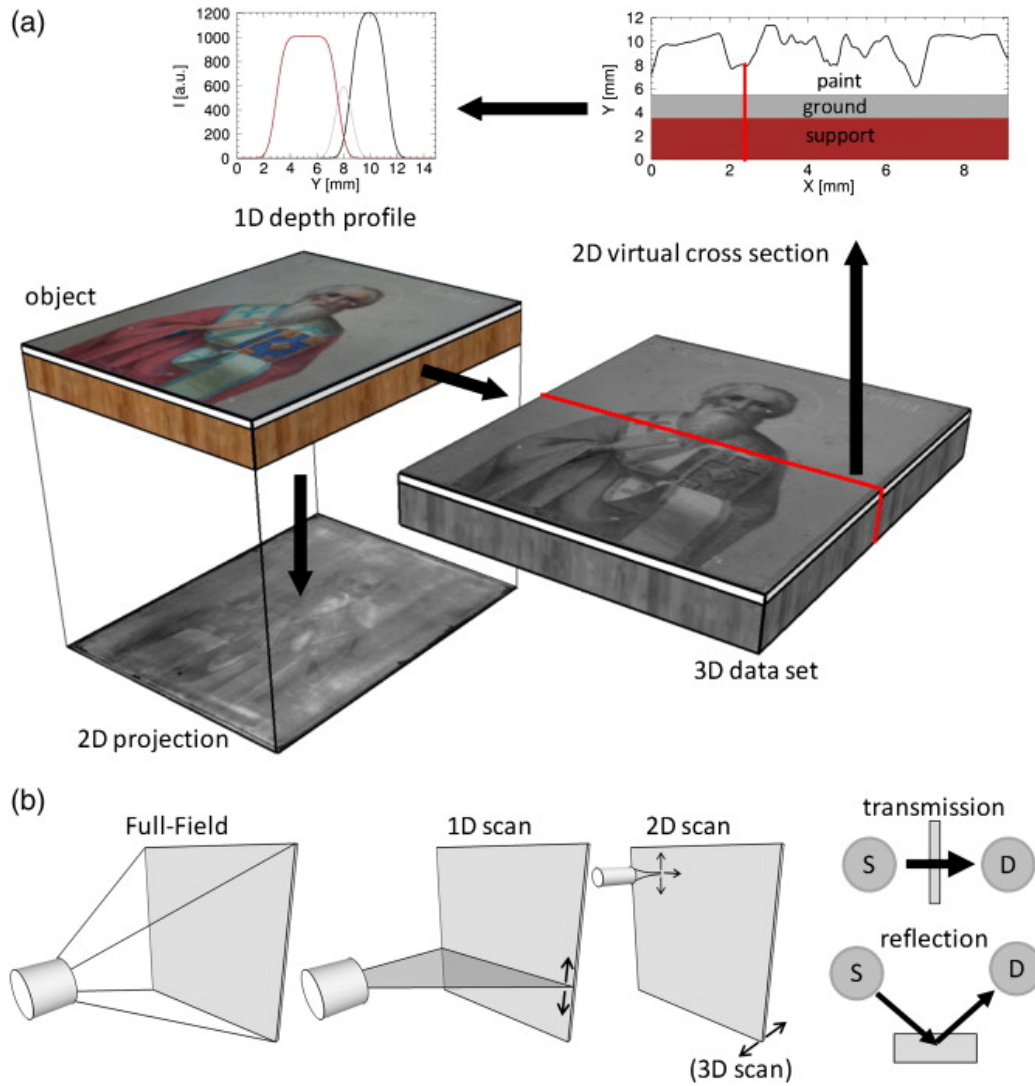 (a)
1200
1000
800
600
400
200
0
I [a.u.]
0 2 4 6 8 10 12 14
Y [mm]
1D depth profile
12
10
8
6
4
2
0
Y [mm]
paint
ground
support
0 2 4 6 8
X [mm]
2D virtual cross section
object
3D data set
2D projection
(b)
Full-Field
1D scan
2D scan
(3D scan)
transmission
S D
reflection
S D